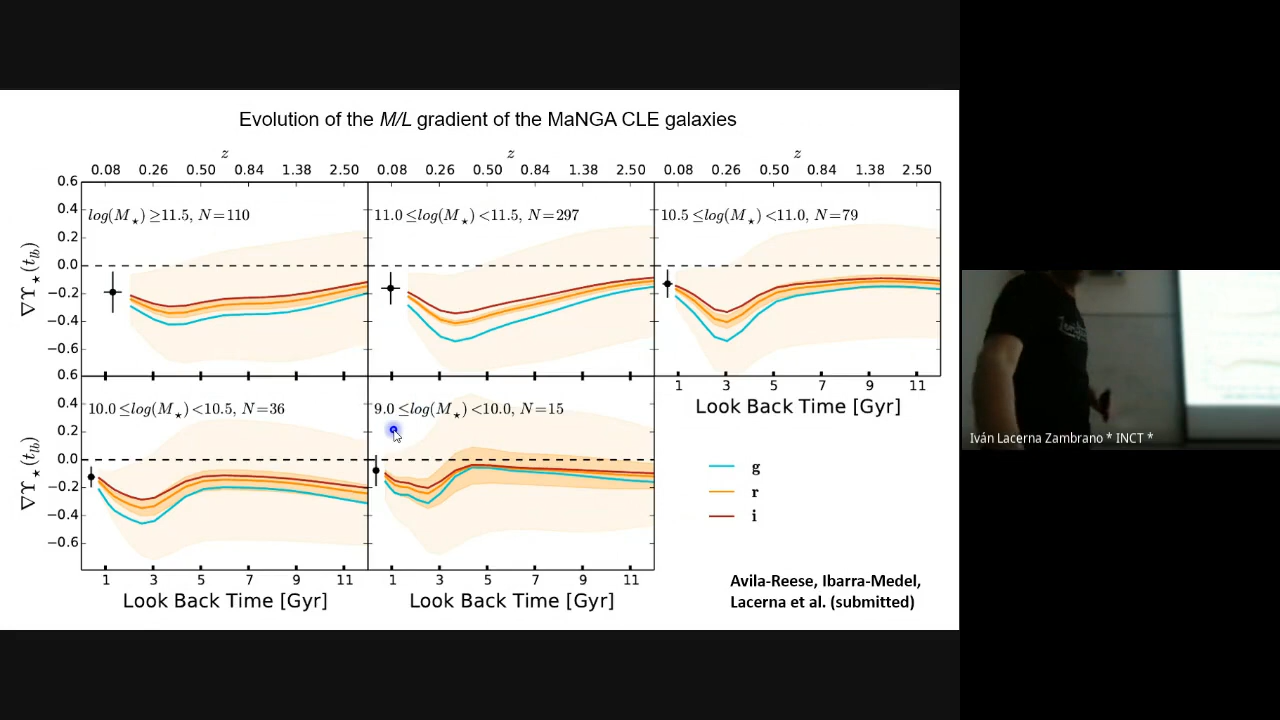 Evolution of the M/L gradient of the MaNGA CLE galaxies
z z z
0.08 0.26 0.50 0.84 1.38 2.50 0.08 0.26 0.50 0.84 1.38 2.50 0.08 0.26 0.50 0.84 1.38 2.50
0.6
0.4
0.2
0.0
−0.2
−0.4
−0.6
∇Υ⋆(t_lb)
log(M⋆) ≥11.5, N=110
11.0 ≤log(M⋆) <11.5, N=297
10.5 ≤log(M⋆) <11.0, N=79
1 3 5 7 9 11
Look Back Time [Gyr]
0.6
0.4
0.2
0.0
−0.2
−0.4
−0.6
∇Υ⋆(t_lb)
10.0 ≤log(M⋆) <10.5, N=36
9.0 ≤log(M⋆) <10.0, N=15
g
r
i
1 3 5 7 9 11 1 3 5 7 9 11
Look Back Time [Gyr] Look Back Time [Gyr]
Avila-Reese, Ibarra-Medel,
Lacerna et al. (submitted)
Iván Lacerna Zambrano * INCT *